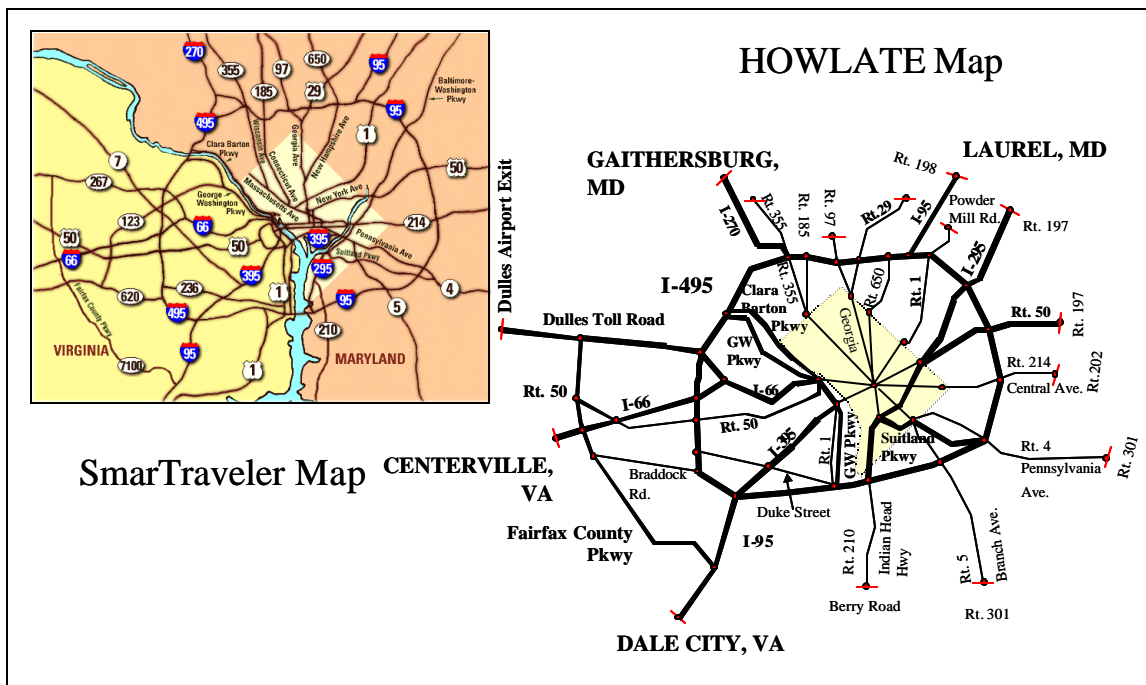 HOWLATE Map
SmarTraveler Map
270
355
97
650
95
185
29
Baltimore-
Washington
Pkwy
95
495
1
Wisconsin Ave
Connecticut Ave
Georgia Ave
New Hampshire Ave
Clara Barton
Pkwy
7
Massachusetts Ave
New York Ave
50
267
George
Washington
Pkwy
123
66
214
50
50
395
Pennsylvania Ave
Suitland Pkwy
66
395
295
4
236
620
1
95
5
495
210
Fairfax County
Pkwy
95
VIRGINIA
MARYLAND
7100
1
GAITHERSBURG,
MD
LAUREL, MD
Rt. 198
Powder
Mill Rd.
Rt. 197
I-270
Rt. 355
Rt. 185
Rt. 97
Rt.29
I-95
I-295
Dulles Airport Exit
I-495
Clara
Barton
Pkwy
Rt. 355
Georgia
Rt. 650
Rt. 1
Rt. 50
Rt. 197
Dulles Toll Road
GW
Pkwy
Rt. 214
Central Ave.
Rt.202
Rt. 50
I-66
I-66
Rt. 50
I-395
Rt. 1
GW Pkwy
Suitland
Pkwy
Rt. 4
Pennsylvania
Ave.
Rt. 301
CENTERVILLE,
VA
Braddock
Rd.
Duke Street
Fairfax County
Pkwy
I-95
Rt. 210
Indian Head
Hwy
Rt. 5
Branch Ave.
Berry Road
Rt. 301
DALE CITY, VA